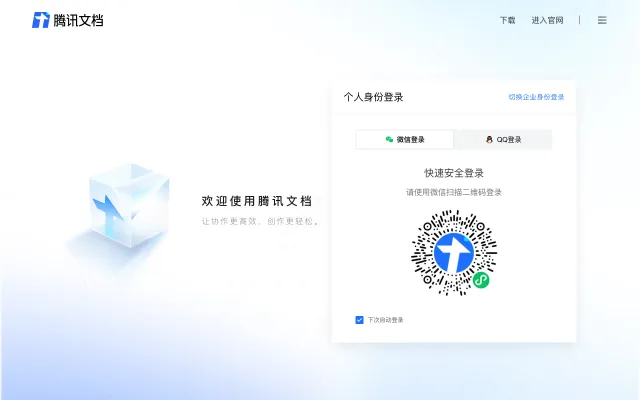 腾讯文档
下载 进入官网
个人身份登录 切换企业身份登录
微信登录 QQ登录
快速安全登录
请使用微信扫描二维码登录
欢迎使用腾讯文档
让协作更高效，创作更轻松。
下次自动登录